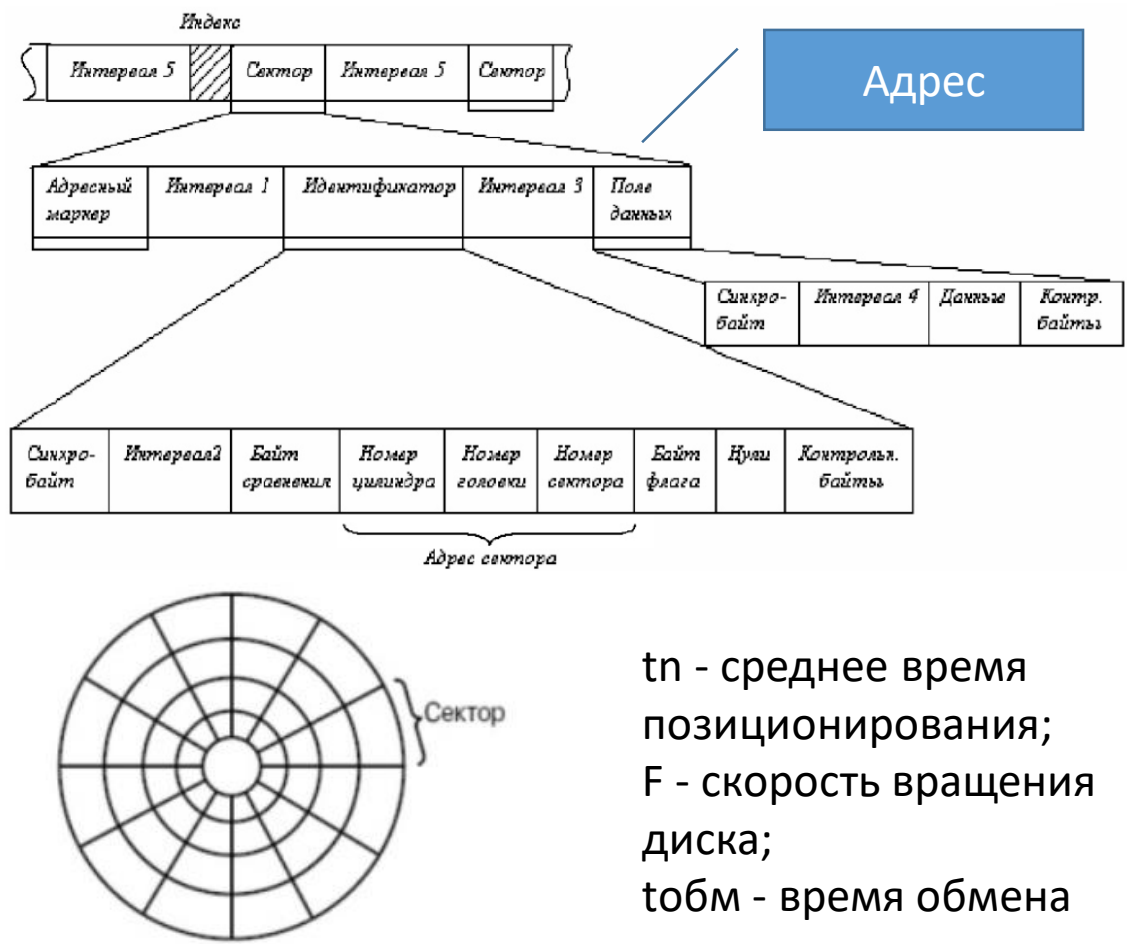 Индекс
Интервал 5
Сектор
Интервал 5
Сектор
Адрес
Адресный
маркер
Интервал 1
Идентификатор
Интервал 3
Поле
данных
Синхро-
байт
Интервал 4
Данные
Контр.
байты
Синхро-
байт
Интервал2
Байт
сравнения
Номер
цилиндра
Номер
головки
Номер
сектора
Байт
флага
Нули
Контрольн.
байты
Адрес сектора
Сектор
tn - среднее время
позиционирования;
F - скорость вращения
диска;
tобм - время обмена